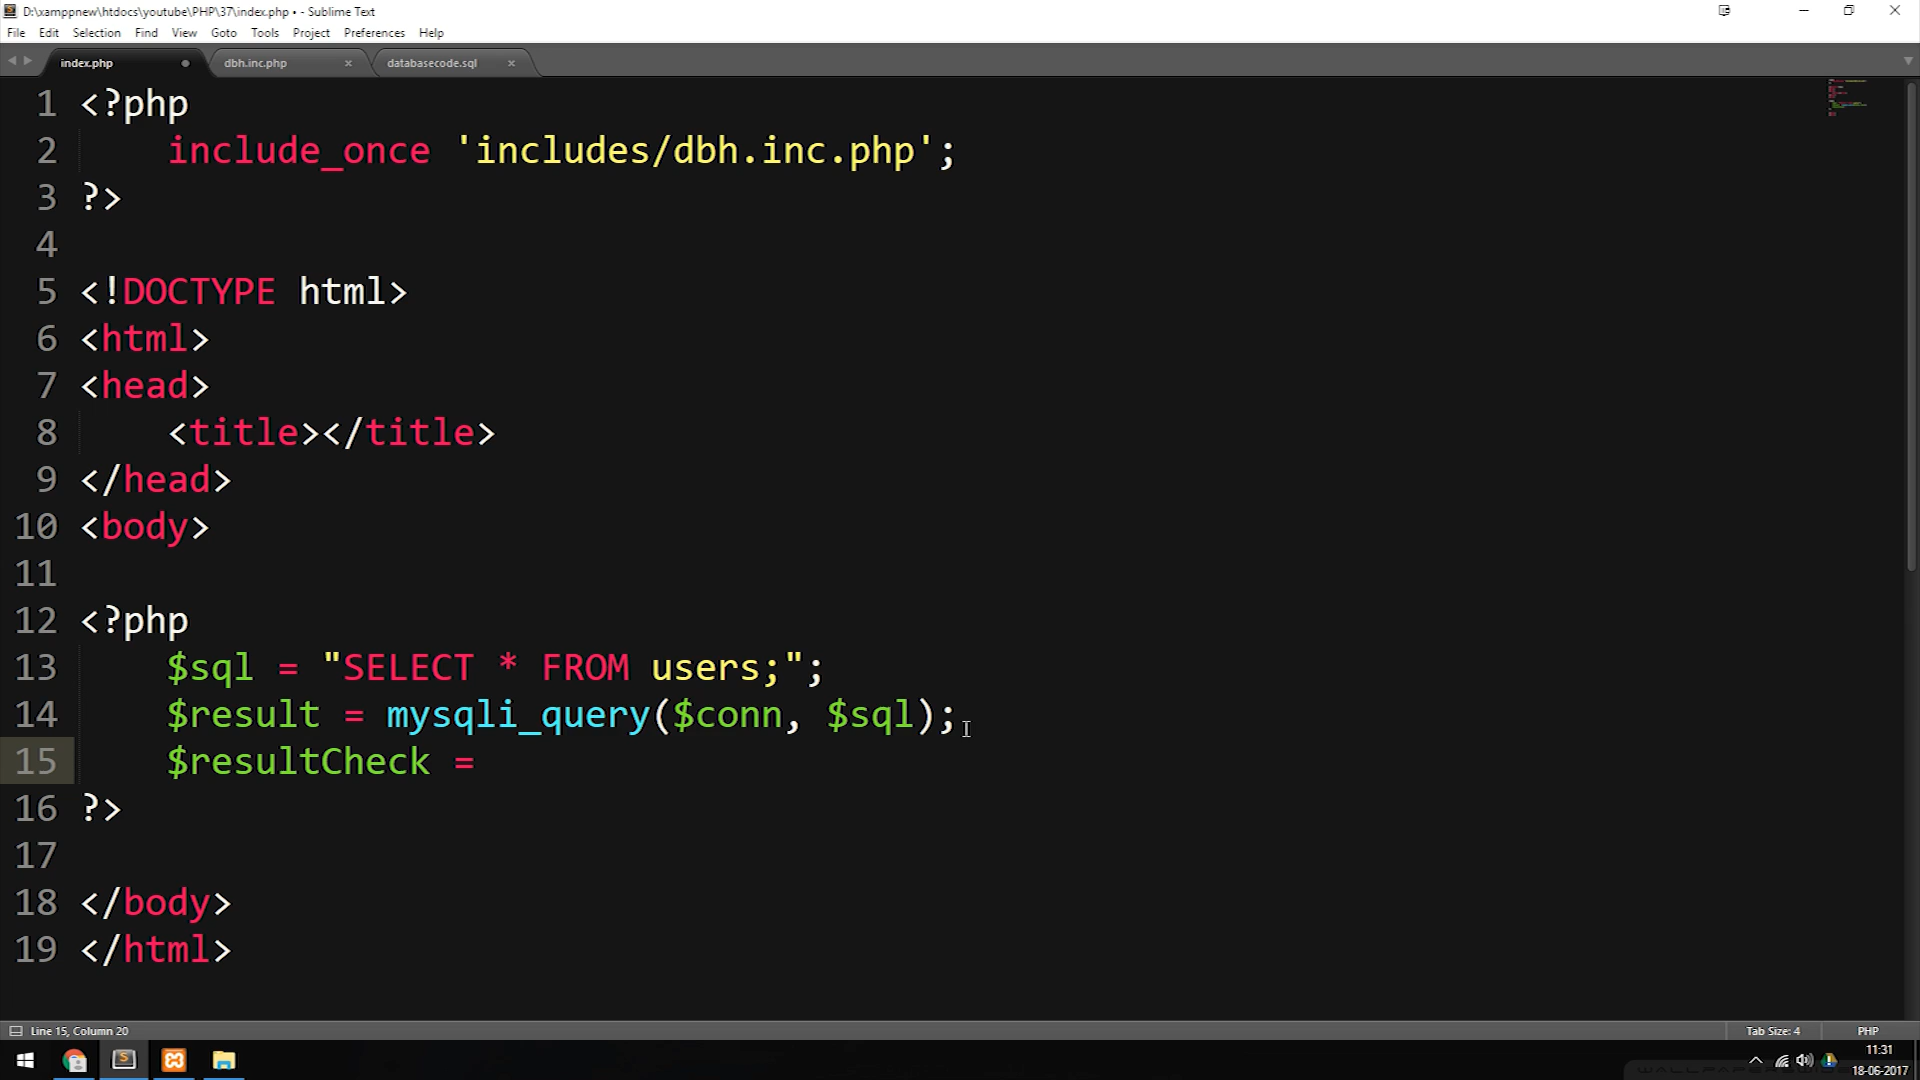 D:\xamppnew\htdocs\youtube\PHP\37\index.php • - Sublime Text
File Edit Selection Find View Goto Tools Project Preferences Help
index.php dbh.inc.php databasecode.sql
1 <?php
2 include_once 'includes/dbh.inc.php';
3 ?>
4
5 <!DOCTYPE html>
6 <html>
7 <head>
8 <title></title>
9 </head>
10 <body>
11
12 <?php
13 $sql = "SELECT * FROM users;";
14 $result = mysqli_query($conn, $sql);
15 $resultCheck =
16 ?>
17
18 </body>
19 </html>
Line 15, Column 20 Tab Size: 4 PHP
11:31
18-06-2017